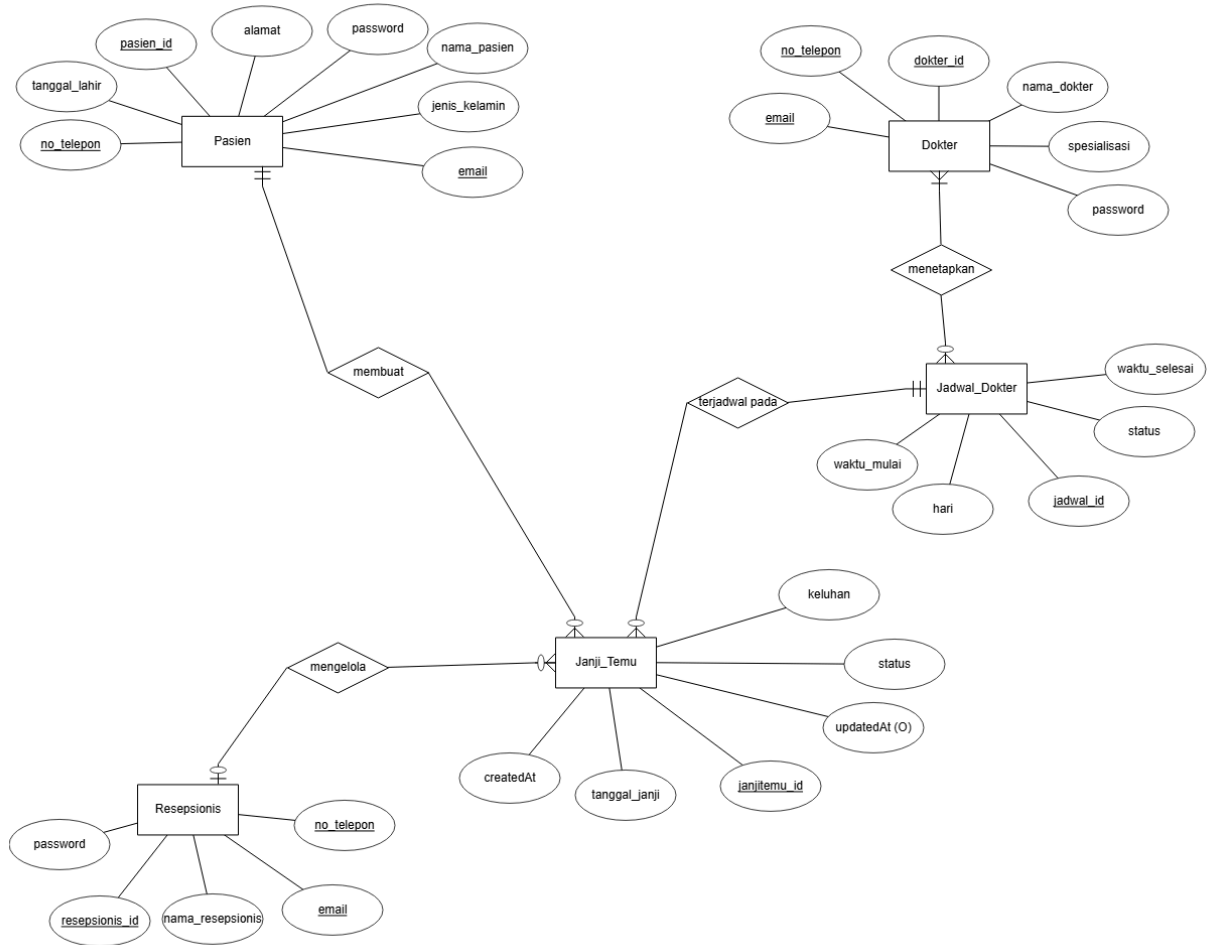 alamat
password
pasien_id
nama_pasien
tanggal_lahir
jenis_kelamin
no_telepon
Pasien
email
no_telepon
dokter_id
nama_dokter
email
Dokter
spesialisasi
password
menetapkan
membuat
terjadwal pada
Jadwal_Dokter
waktu_selesai
status
waktu_mulai
hari
jadwal_id
keluhan
Janji_Temu
status
mengelola
updatedAt (O)
createdAt
tanggal_janji
janjitemu_id
Resepsionis
no_telepon
password
resepsionis_id
nama_resepsionis
email